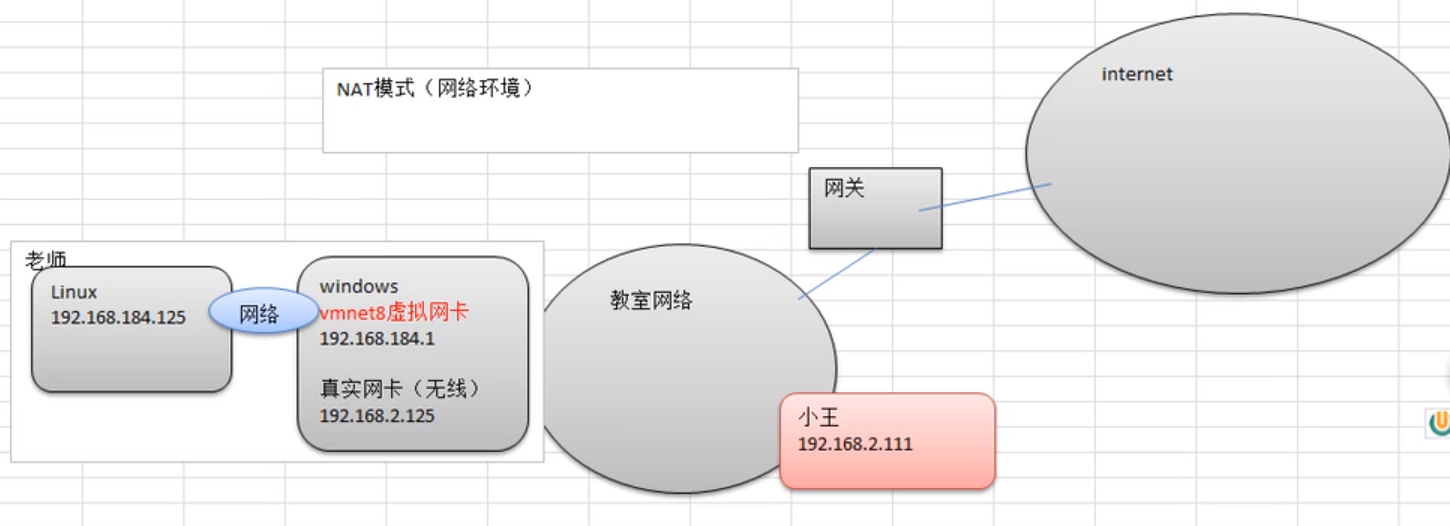 NAT模式（网络环境）
internet
网关
老师
Linux
192.168.184.125
网络
windows
vmnet8虚拟网卡
192.168.184.1
真实网卡（无线）
192.168.2.125
教室网络
小王
192.168.2.111